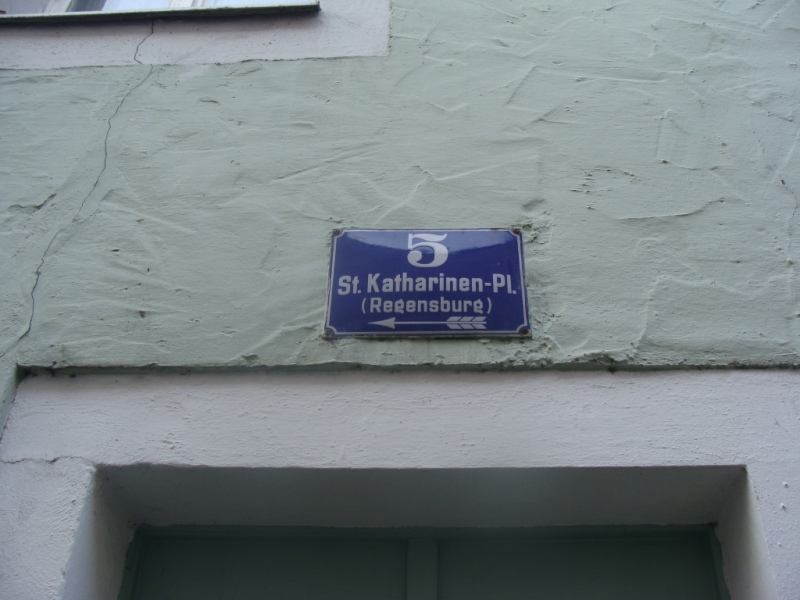 5
St. Katharinen-Pl.
(Regensburg)